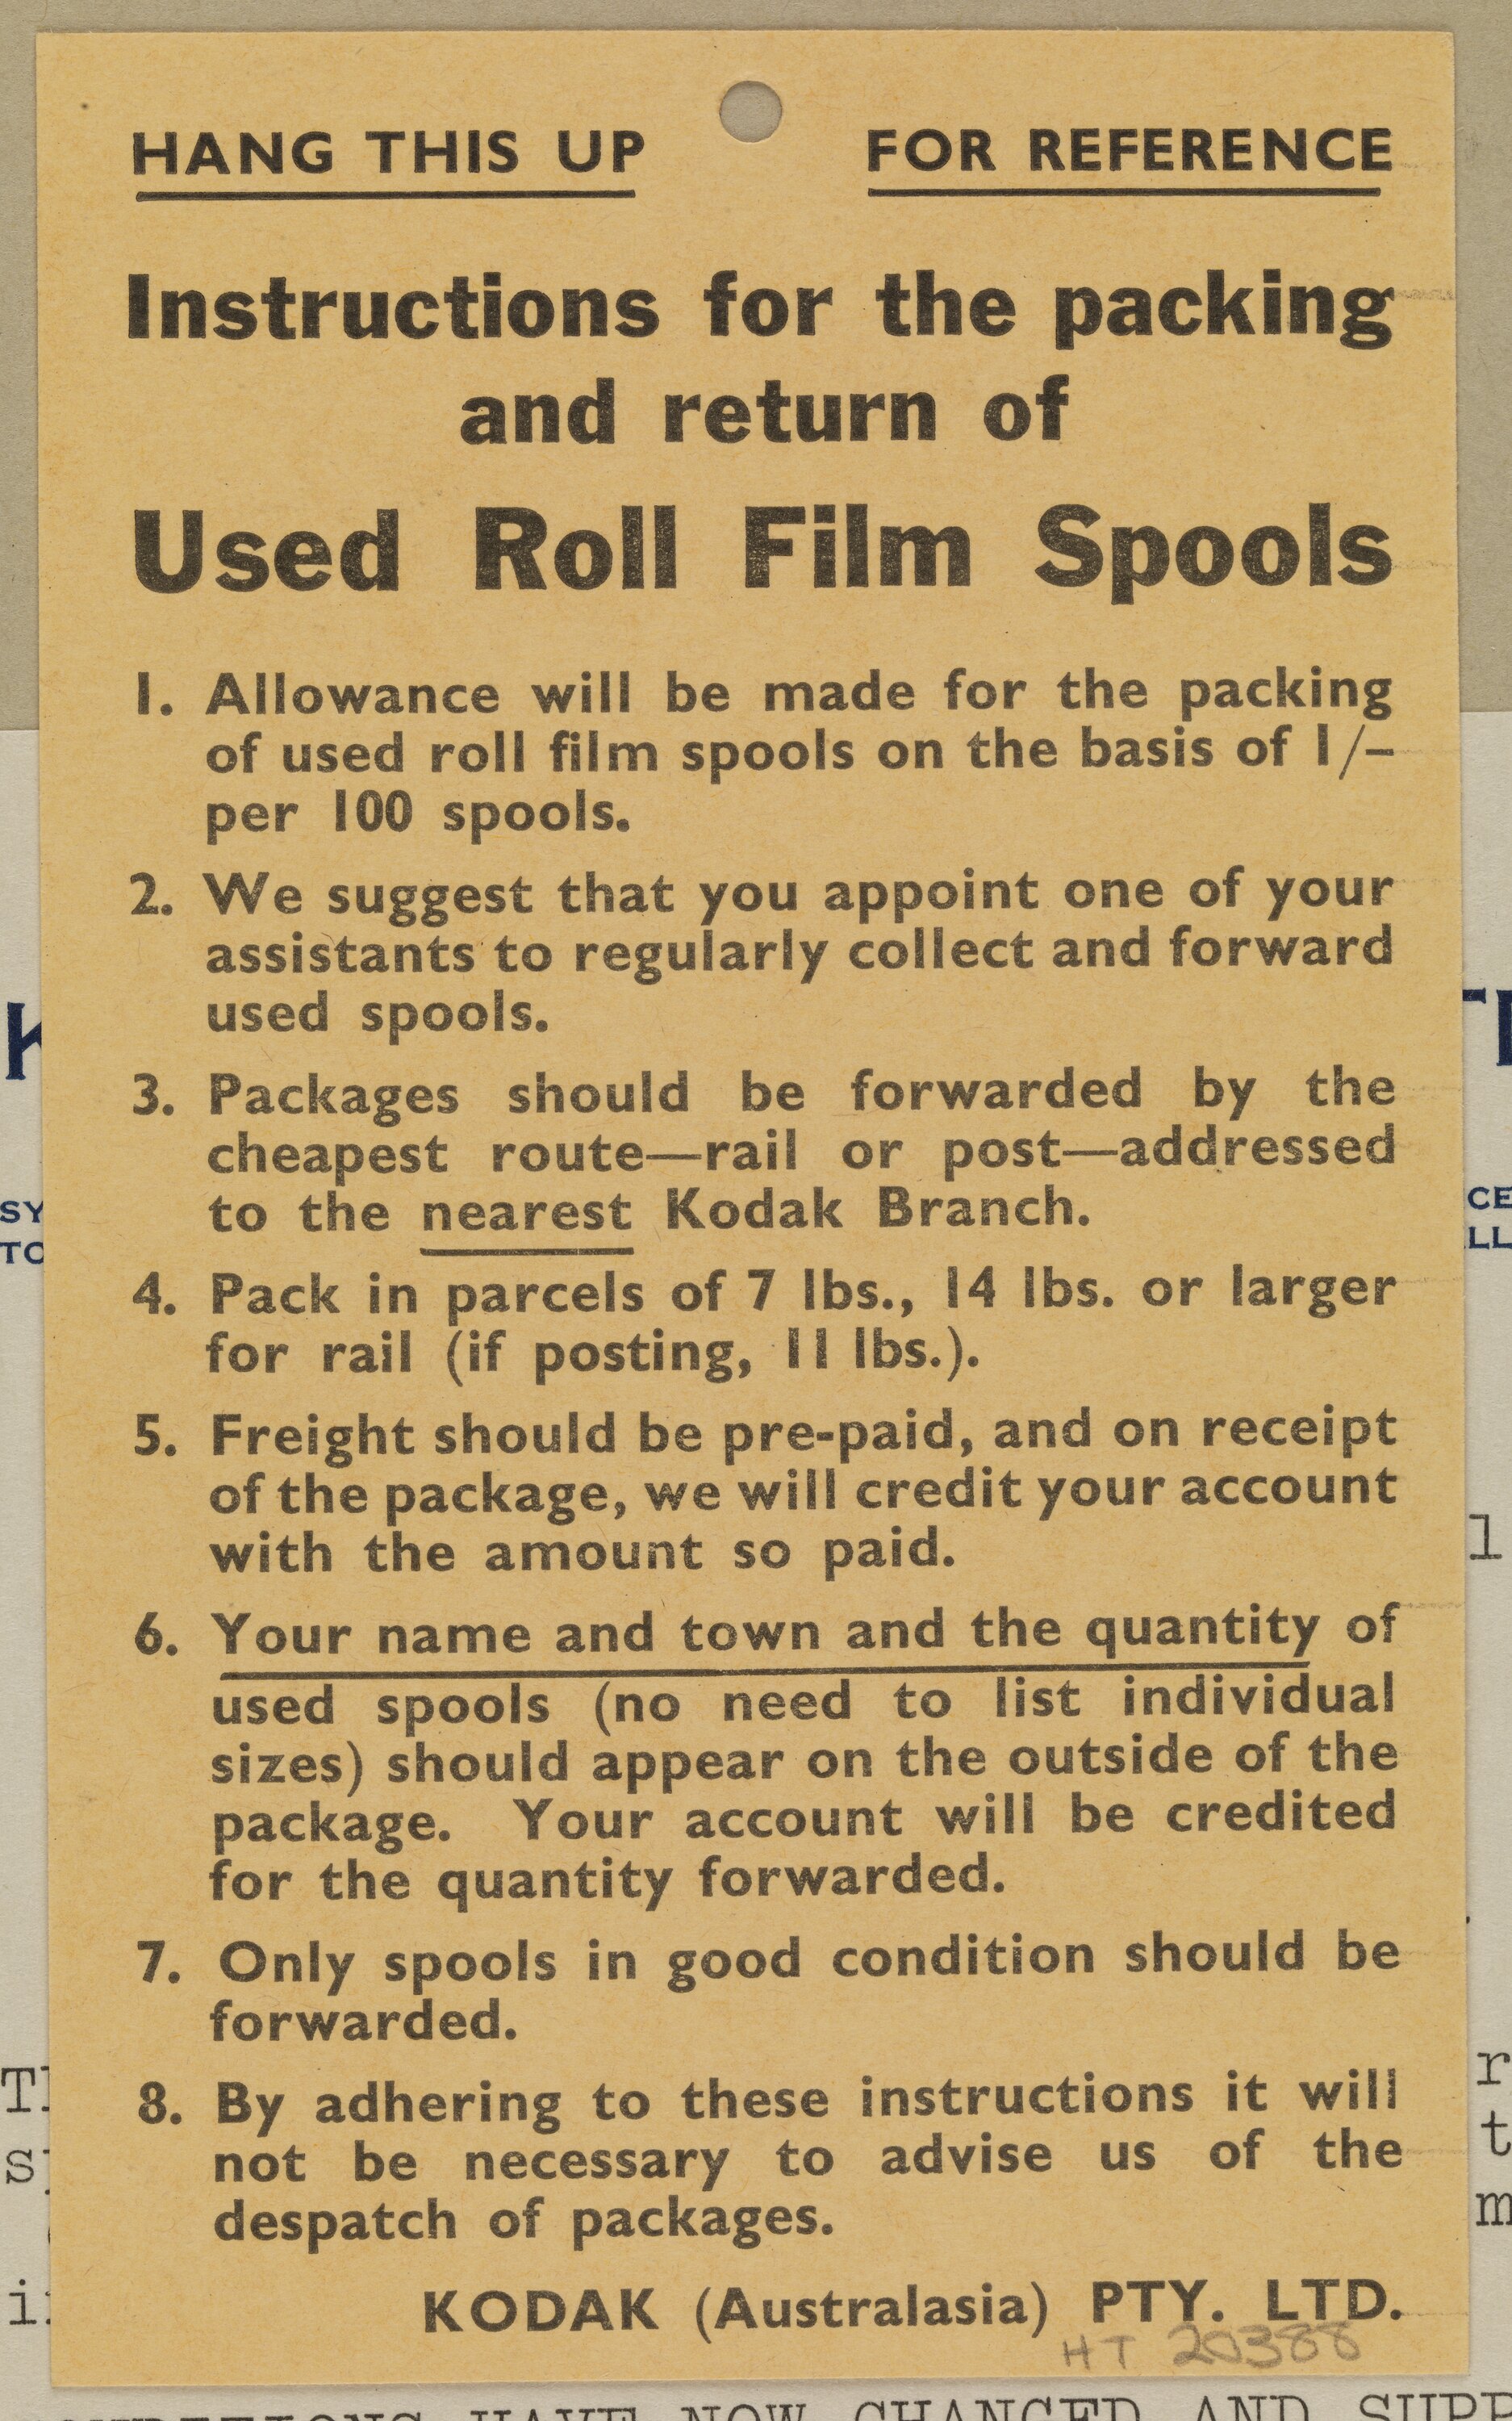 HANG THIS UP FOR REFERENCE
Instructions for the packing
and return of
Used Roll Film Spools
1. Allowance will be made for the packing
of used roll film spools on the basis of 1/–
per 100 spools.
2. We suggest that you appoint one of your
assistants to regularly collect and forward
used spools.
3. Packages should be forwarded by the
cheapest route—rail or post—addressed
to the nearest Kodak Branch.
4. Pack in parcels of 7 lbs., 14 lbs. or larger
for rail (if posting, 11 lbs.).
5. Freight should be pre-paid, and on receipt
of the package, we will credit your account
with the amount so paid.
6. Your name and town and the quantity of
used spools (no need to list individual
sizes) should appear on the outside of the
package. Your account will be credited
for the quantity forwarded.
7. Only spools in good condition should be
forwarded.
8. By adhering to these instructions it will
not be necessary to advise us of the
despatch of packages.
KODAK (Australasia) PTY. LTD.
HT 20388
HAVE NOW CHANGED AND